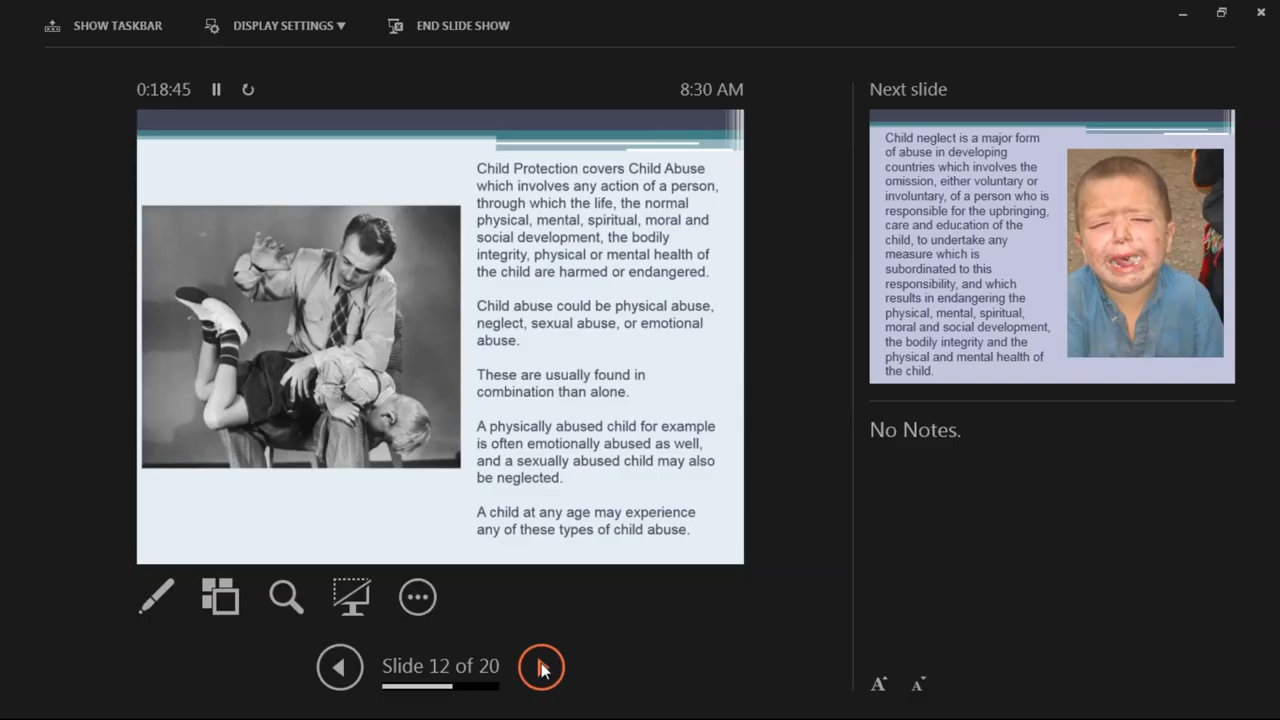 SHOW TASKBAR
DISPLAY SETTINGS ▼
END SLIDE SHOW
0:18:45
8:30 AM
Child Protection covers Child Abuse
which involves any action of a person,
through which the life, the normal
physical, mental, spiritual, moral and
social development, the bodily
integrity, physical or mental health of
the child are harmed or endangered.
Child abuse could be physical abuse,
neglect, sexual abuse, or emotional
abuse.
These are usually found in
combination than alone.
A physically abused child for example
is often emotionally abused as well,
and a sexually abused child may also
be neglected.
A child at any age may experience
any of these types of child abuse.
Slide 12 of 20
Next slide
Child neglect is a major form
of abuse in developing
countries which involves the
omission, either voluntary or
involuntary, of a person who is
responsible for the upbringing,
care and education of the
child, to undertake any
measure which is
subordinated to this
responsibility, and which
results in endangering the
physical, mental, spiritual,
moral and social development,
the bodily integrity and the
physical and mental health of
the child.
No Notes.
A A